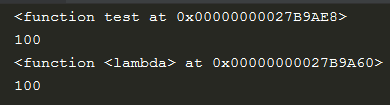 <function test at 0x00000000027B9AE8>
100
<function <lambda> at 0x00000000027B9A60>
100